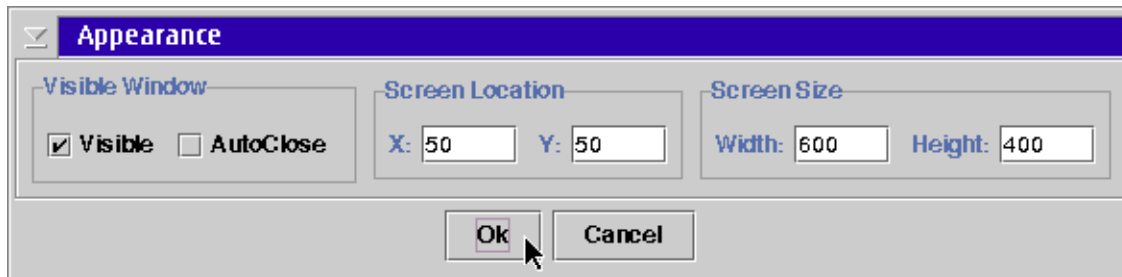 Appearance
Visible Window Screen Location Screen Size
Visible AutoClose X: 50 Y: 50 Width: 600 Height: 400
Ok Cancel